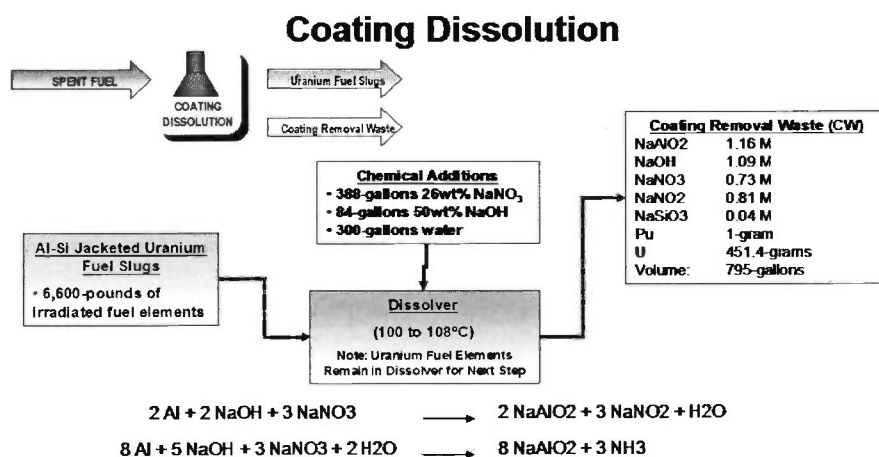 Coating Dissolution
SPENT FUEL
COATING
DISSOLUTION
Uranium Fuel Slugs
Coating Removal Waste
Chemical Additions
• 388-gallons 26wt% NaNO3
• 84-gallons 50wt% NaOH
• 300-gallons water
Coating Removal Waste (CW)
NaAlO2 1.16 M
NaOH 1.09 M
NaNO3 0.73 M
NaNO2 0.81 M
NaSiO3 0.04 M
Pu 1-gram
U 451.4-grams
Volume: 795-gallons
Al-Si Jacketed Uranium
Fuel Slugs
• 6,600-pounds of
irradiated fuel elements
Dissolver
(100 to 108°C)
Note: Uranium Fuel Elements
Remain in Dissolver for Next Step
2 Al + 2 NaOH + 3 NaNO3 → 2 NaAlO2 + 3 NaNO2 + H2O
8 Al + 5 NaOH + 3 NaNO3 + 2 H2O → 8 NaAlO2 + 3 NH3